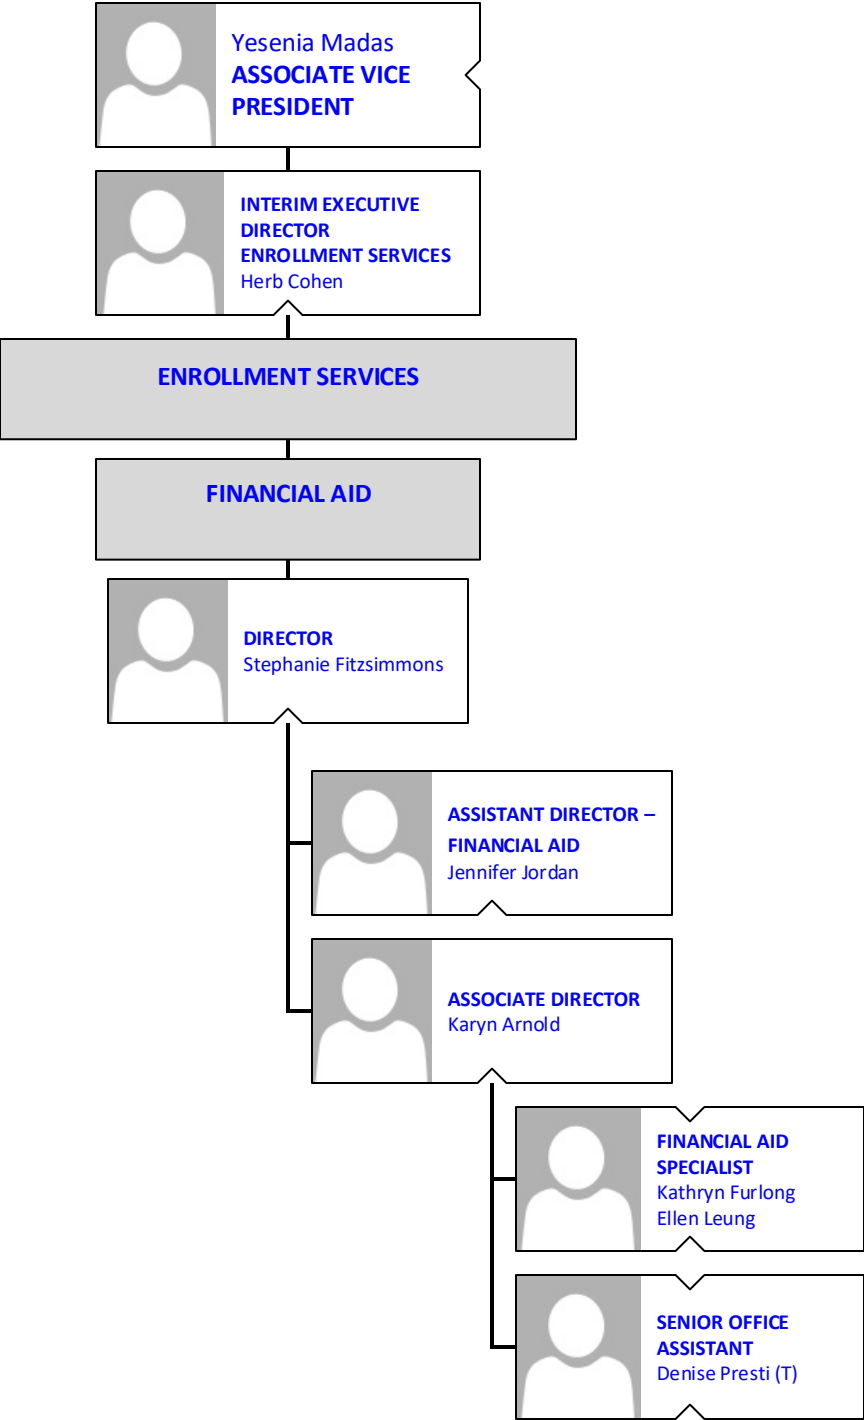 Yesenia Madas
ASSOCIATE VICE
PRESIDENT
INTERIM EXECUTIVE
DIRECTOR
ENROLLMENT SERVICES
Herb Cohen
ENROLLMENT SERVICES
FINANCIAL AID
DIRECTOR
Stephanie Fitzsimmons
ASSISTANT DIRECTOR –
FINANCIAL AID
Jennifer Jordan
ASSOCIATE DIRECTOR
Karyn Arnold
FINANCIAL AID
SPECIALIST
Kathryn Furlong
Ellen Leung
SENIOR OFFICE
ASSISTANT
Denise Presti (T)